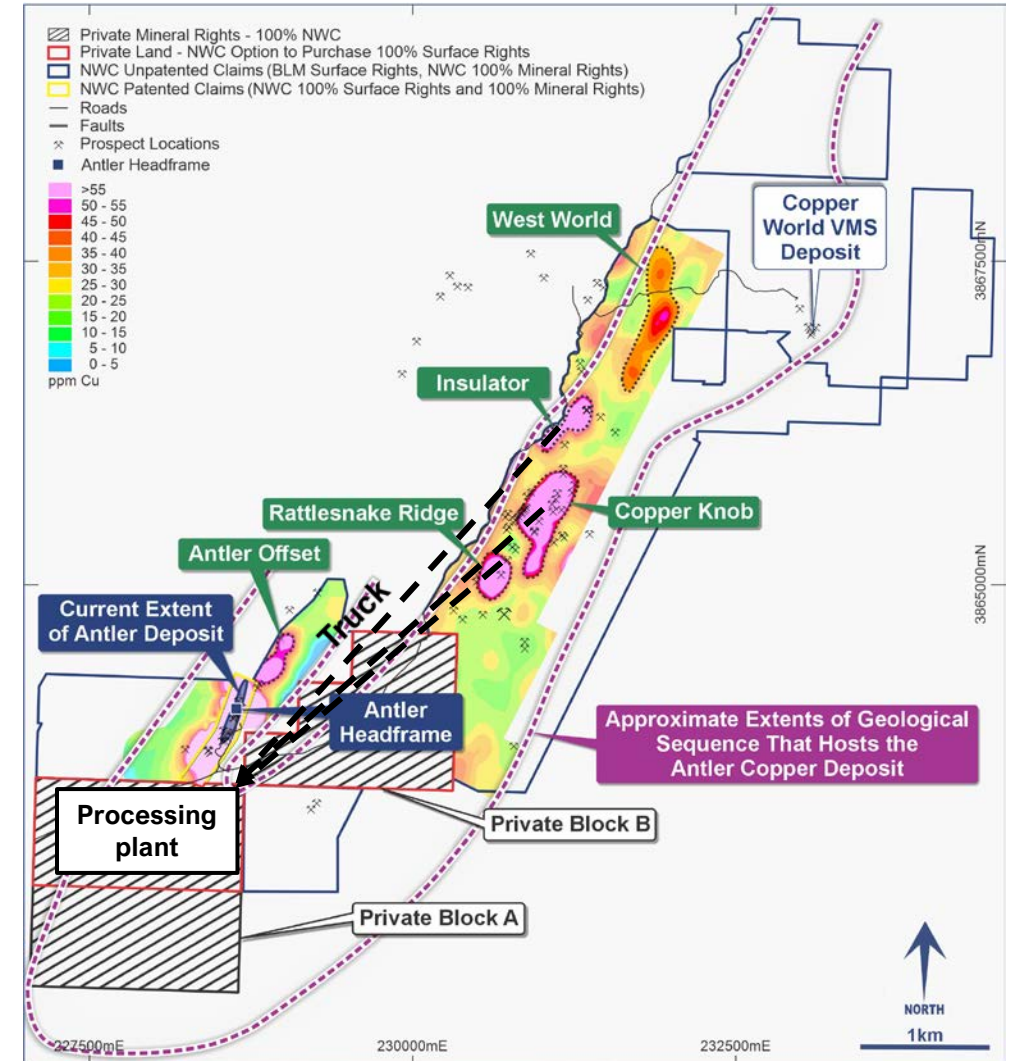 Private Mineral Rights - 100% NWC
Private Land - NWC Option to Purchase 100% Surface Rights
NWC Unpatented Claims (BLM Surface Rights, NWC 100% Mineral Rights)
NWC Patented Claims (NWC 100% Surface Rights and 100% Mineral Rights)
Roads
Faults
Prospect Locations
Antler Headframe
>55
50 - 55
45 - 50
40 - 45
35 - 40
30 - 35
25 - 30
20 - 25
15 - 20
10 - 15
5 - 10
0 - 5
ppm Cu
West World
Copper
World VMS
Deposit
3867500mN
Insulator
Rattlesnake Ridge
Copper Knob
Antler Offset
3865000mN
Current Extent
of Antler Deposit
Truck
Antler
Headframe
Approximate Extents of Geological
Sequence That Hosts the
Antler Copper Deposit
Processing
plant
Private Block B
Private Block A
NORTH
1km
227500mE
230000mE
232500mE